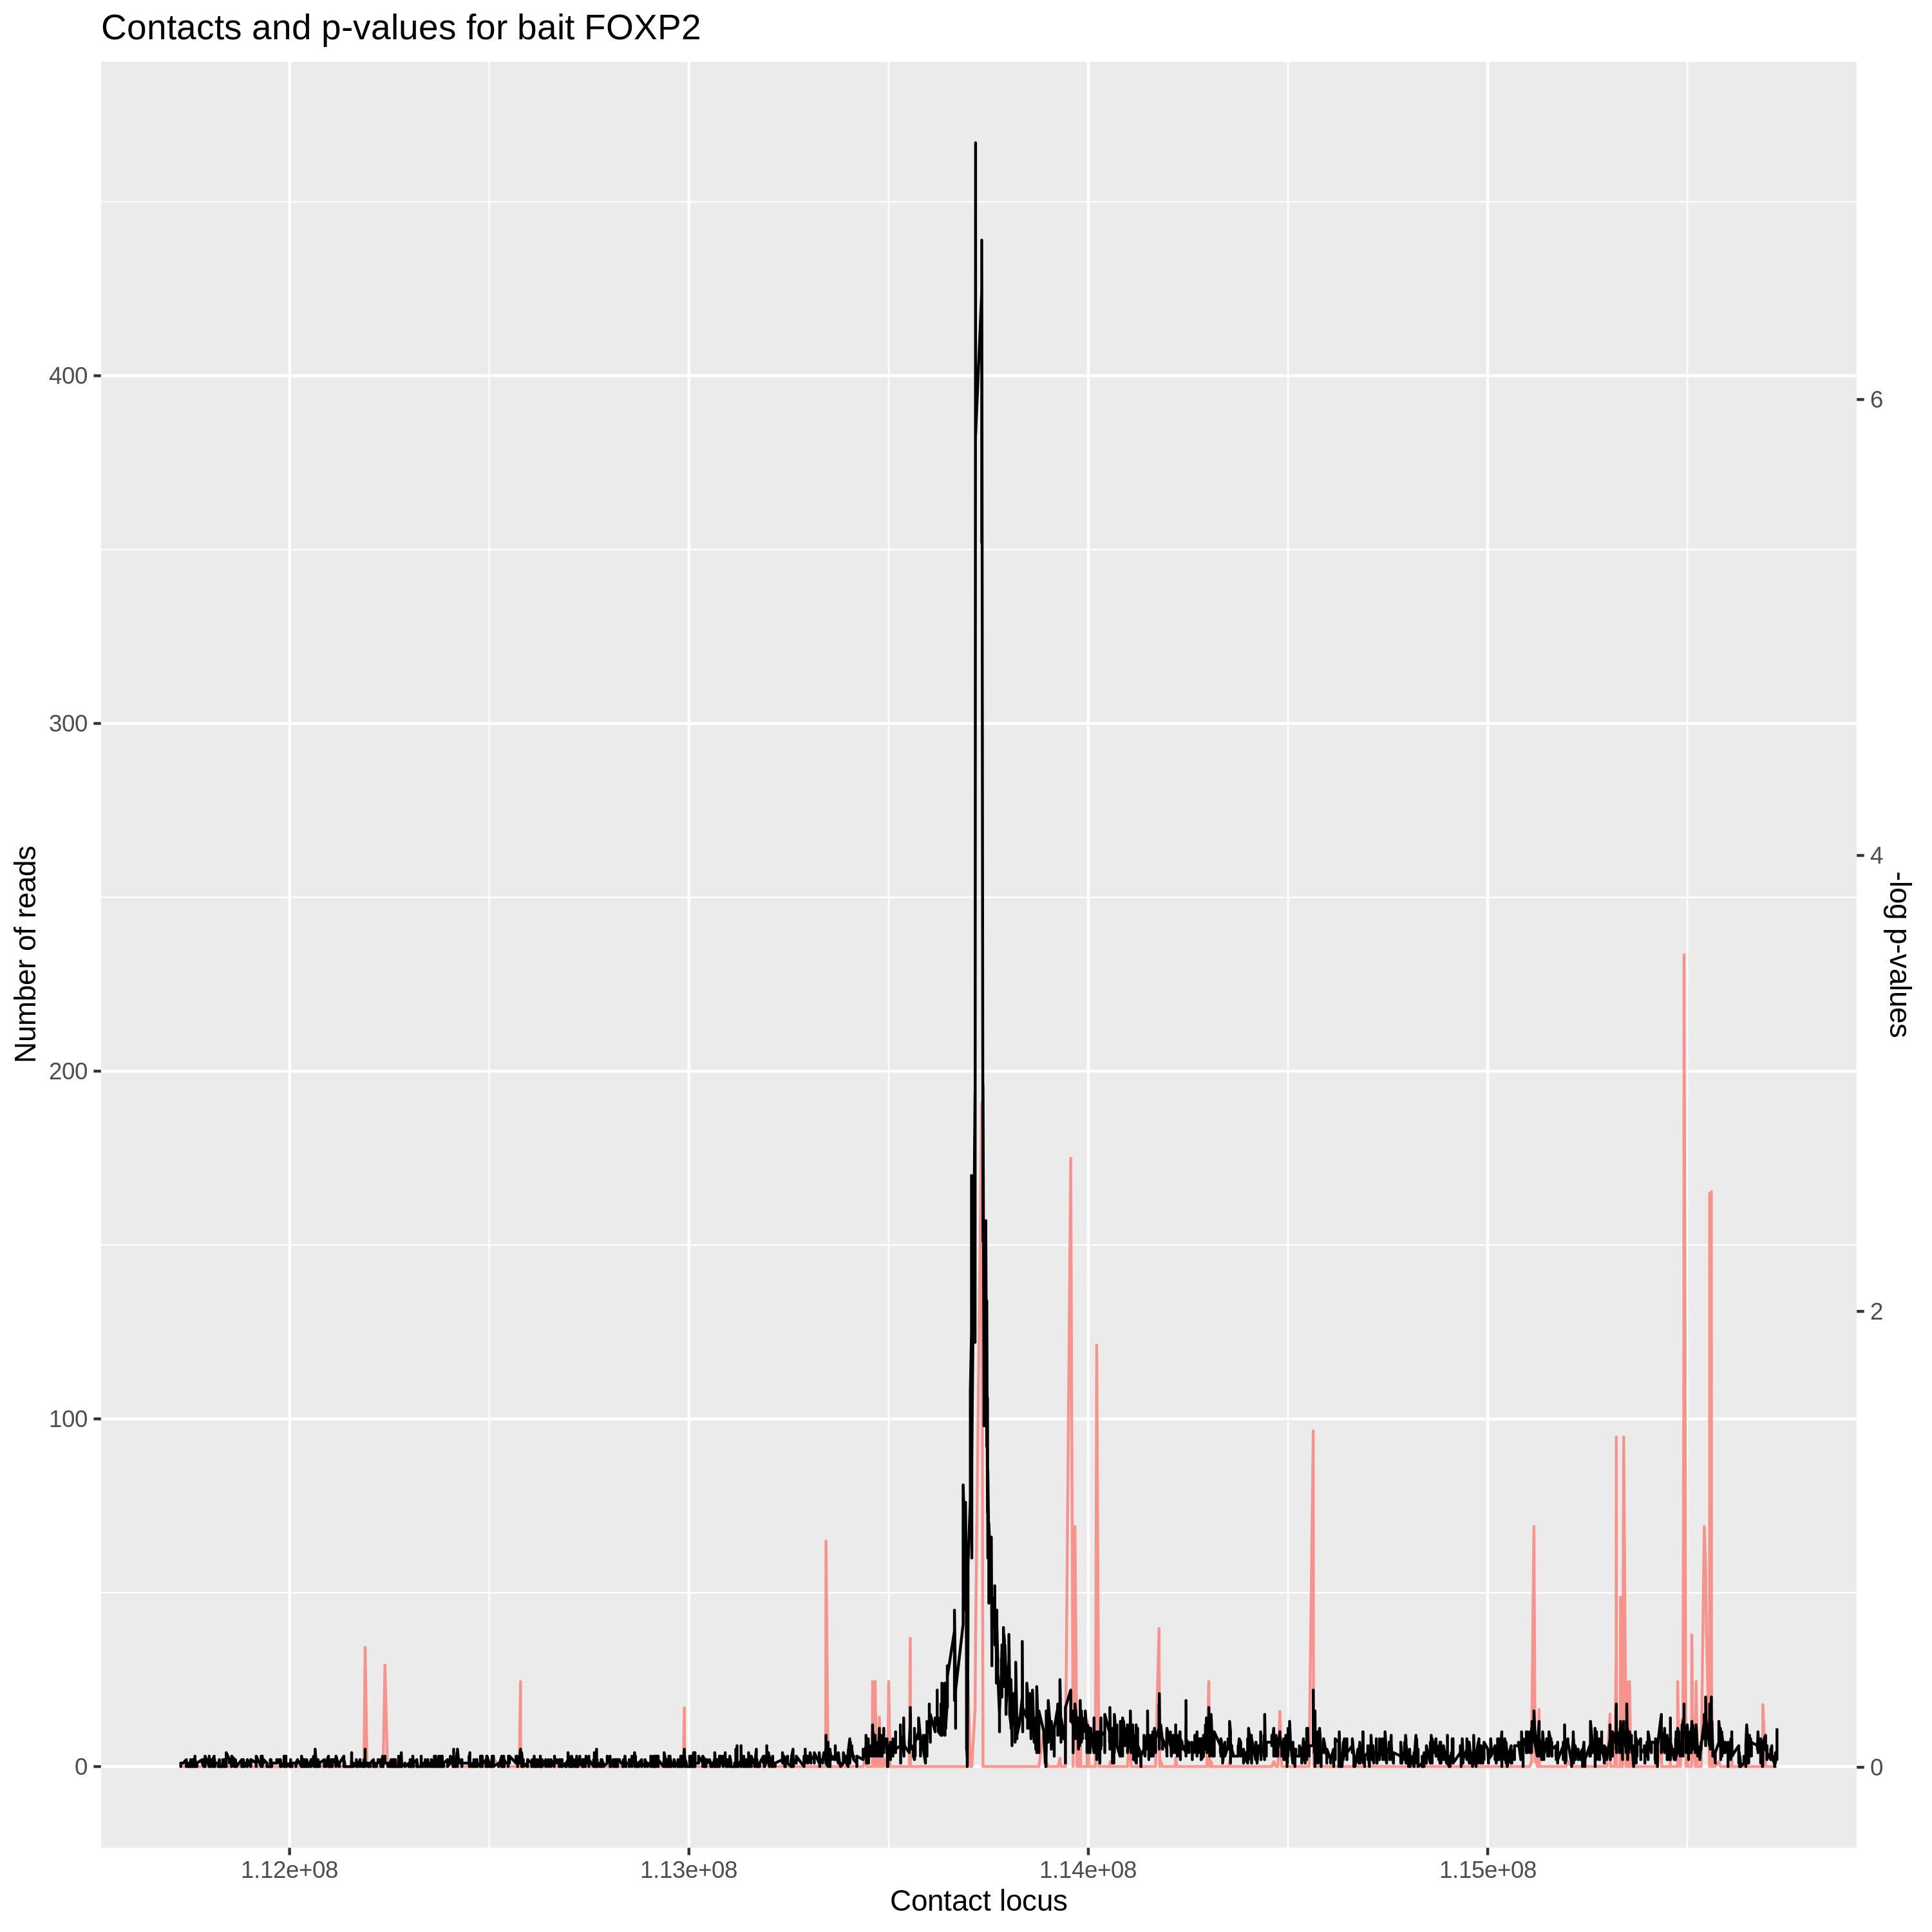 Contacts and p-values for bait FOXP2
Number of reads
400
300
200
100
0
6
4
2
0
-log p-values
1.12e+08 1.13e+08 1.14e+08 1.15e+08
Contact locus